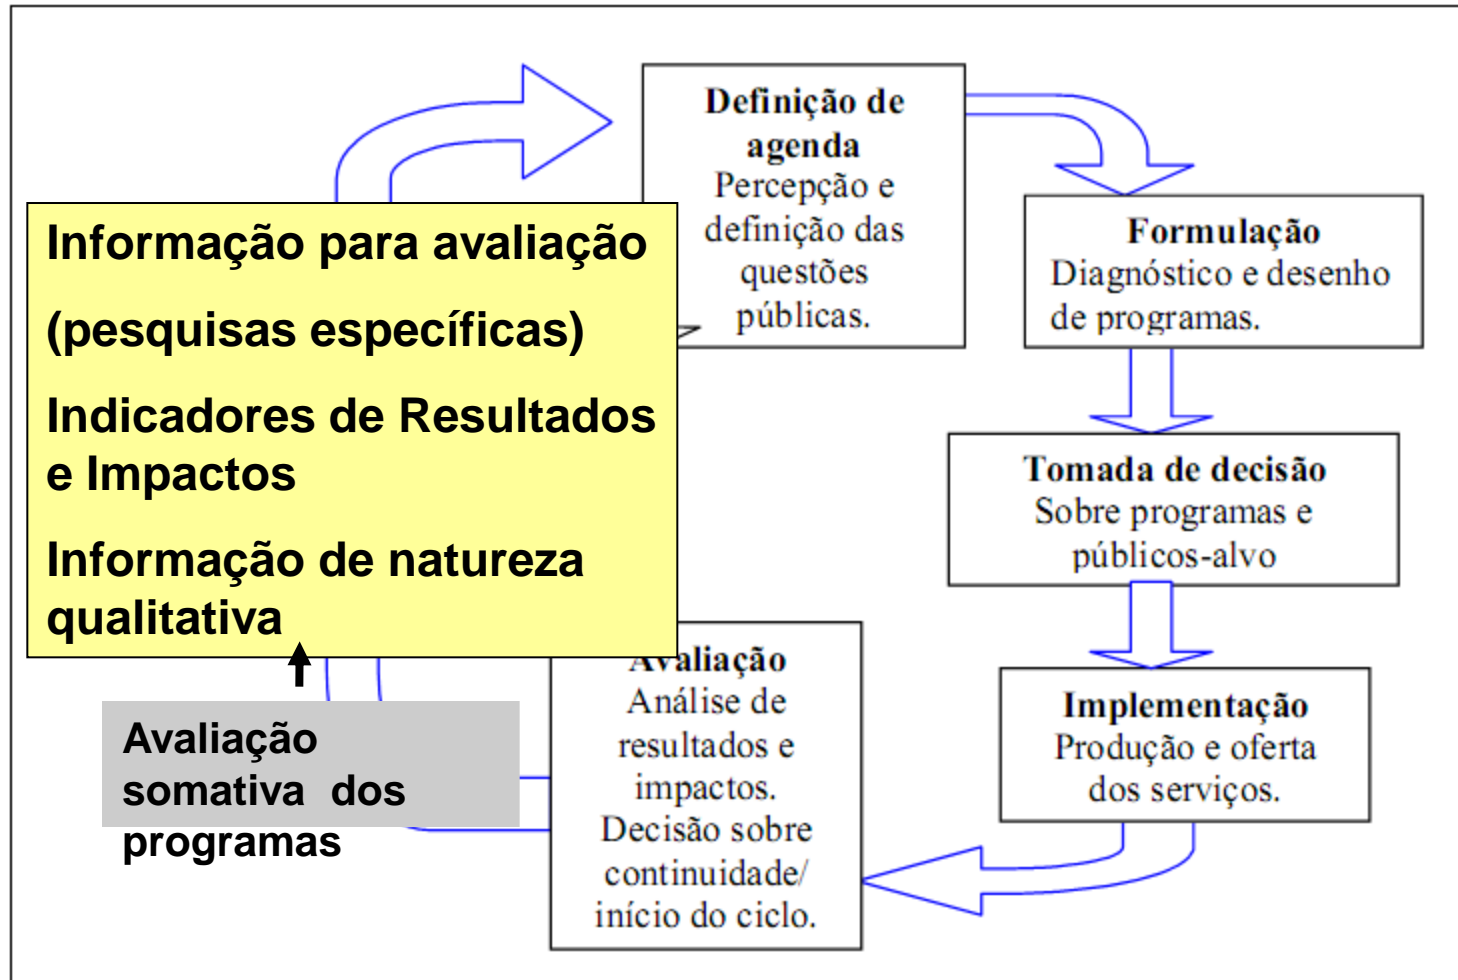 Definição de
agenda
Percepção e
definição das
questões
públicas.
Formulação
Diagnóstico e desenho
de programas.
Tomada de decisão
Sobre programas e
públicos-alvo
Implementação
Produção e oferta
dos serviços.
Avaliação
Análise de
resultados e
impactos.
Decisão sobre
continuidade/
início do ciclo.
Informação para avaliação
(pesquisas específicas)
Indicadores de Resultados
e Impactos
Informação de natureza
qualitativa
Avaliação
somativa dos
programas